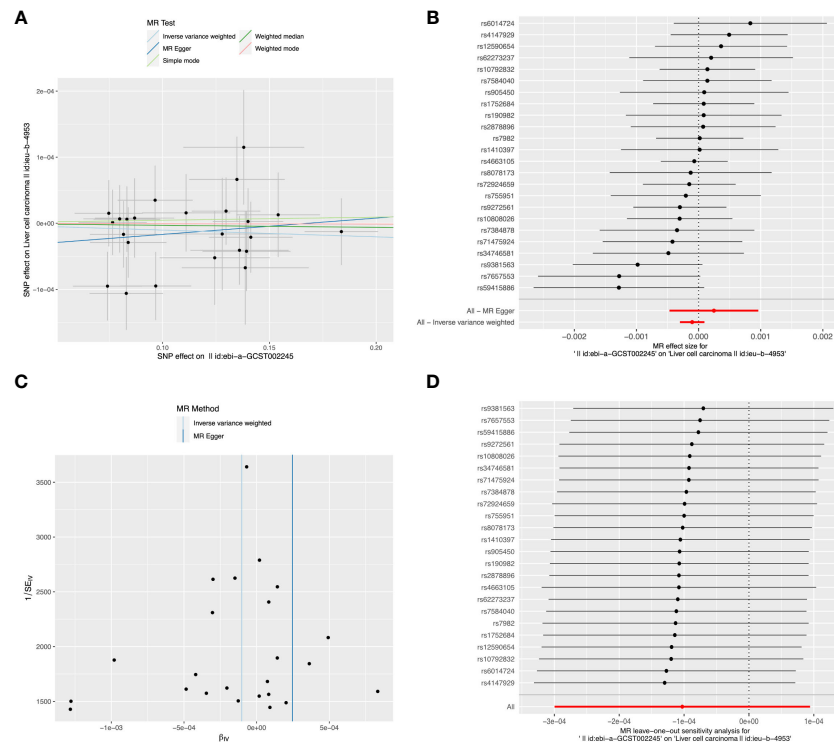 A
MR Test
Inverse variance weighted
Weighted median
MR Egger
Weighted mode
Simple mode
SNP effect on Liver cell carcinoma || id:ieu-b-4953
2e-04
1e-04
0e+00
−1e-04
0.10
0.15
0.20
SNP effect on || id:ebi-a-GCST002245
B
rs6014724
rs4147929
rs12590654
rs62273237
rs10792832
rs7584040
rs905450
rs1752684
rs190982
rs2878896
rs7982
rs1410397
rs4663105
rs8078173
rs72924659
rs755951
rs9272561
rs10808026
rs7384878
rs71475924
rs34746581
rs9381563
rs7657553
rs59415886
All − MR Egger
All − Inverse variance weighted
−0.002
−0.001
0.000
0.001
0.002
MR effect size for
' || id:ebi-a-GCST002245' on 'Liver cell carcinoma || id:ieu-b-4953'
C
MR Method
Inverse variance weighted
MR Egger
1/SEIV
3500
3000
2500
2000
1500
−1e-03
−5e-04
0e+00
5e-04
βIV
D
rs9381563
rs7657553
rs59415886
rs9272561
rs10808026
rs34746581
rs71475924
rs7384878
rs72924659
rs755951
rs8078173
rs1410397
rs905450
rs190982
rs2878896
rs4663105
rs62273237
rs7584040
rs7982
rs1752684
rs12590654
rs10792832
rs6014724
rs4147929
All
−3e-04
−2e-04
−1e-04
0e+00
1e-04
MR leave−one−out sensitivity analysis for
' || id:ebi-a-GCST002245' on 'Liver cell carcinoma || id:ieu-b-4953'